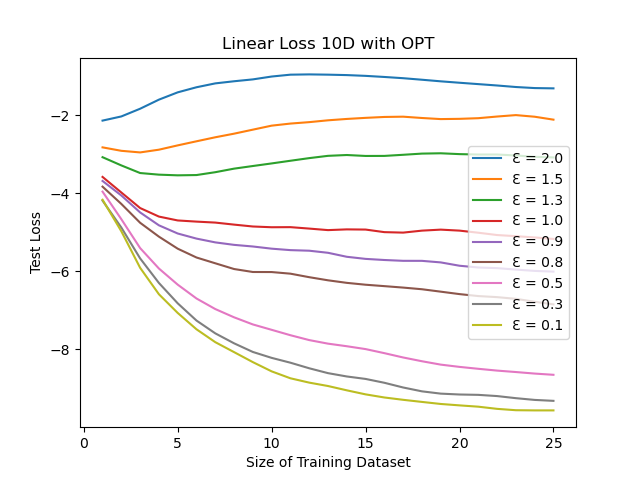 Linear Loss 10D with OPT
Test Loss
−2
−4
−6
−8
Ɛ = 2.0
Ɛ = 1.5
Ɛ = 1.3
Ɛ = 1.0
Ɛ = 0.9
Ɛ = 0.8
Ɛ = 0.5
Ɛ = 0.3
Ɛ = 0.1
0 5 10 15 20 25
Size of Training Dataset